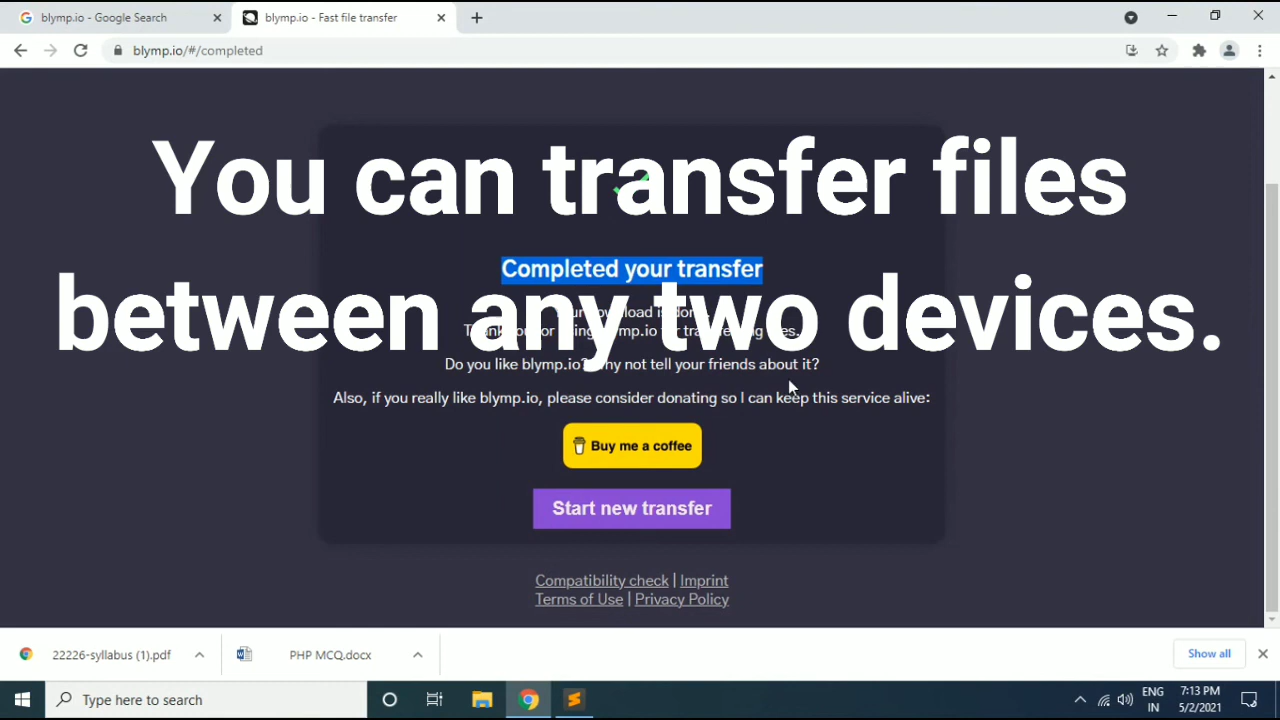 blymp.io - Google Search
blymp.io - Fast file transfer
blymp.io/#/completed
You can transfer files
Completed your transfer
between any two devices.
Do you like blymp.io? not tell your friends about it?
Also, if you really like blymp.io, please consider donating so I can keep this service alive:
Buy me a coffee
Start new transfer
Compatibility check | Imprint
Terms of Use | Privacy Policy
22226-syllabus (1).pdf
PHP MCQ.docx
Show all
Type here to search
ENG
IN
7:13 PM
5/2/2021